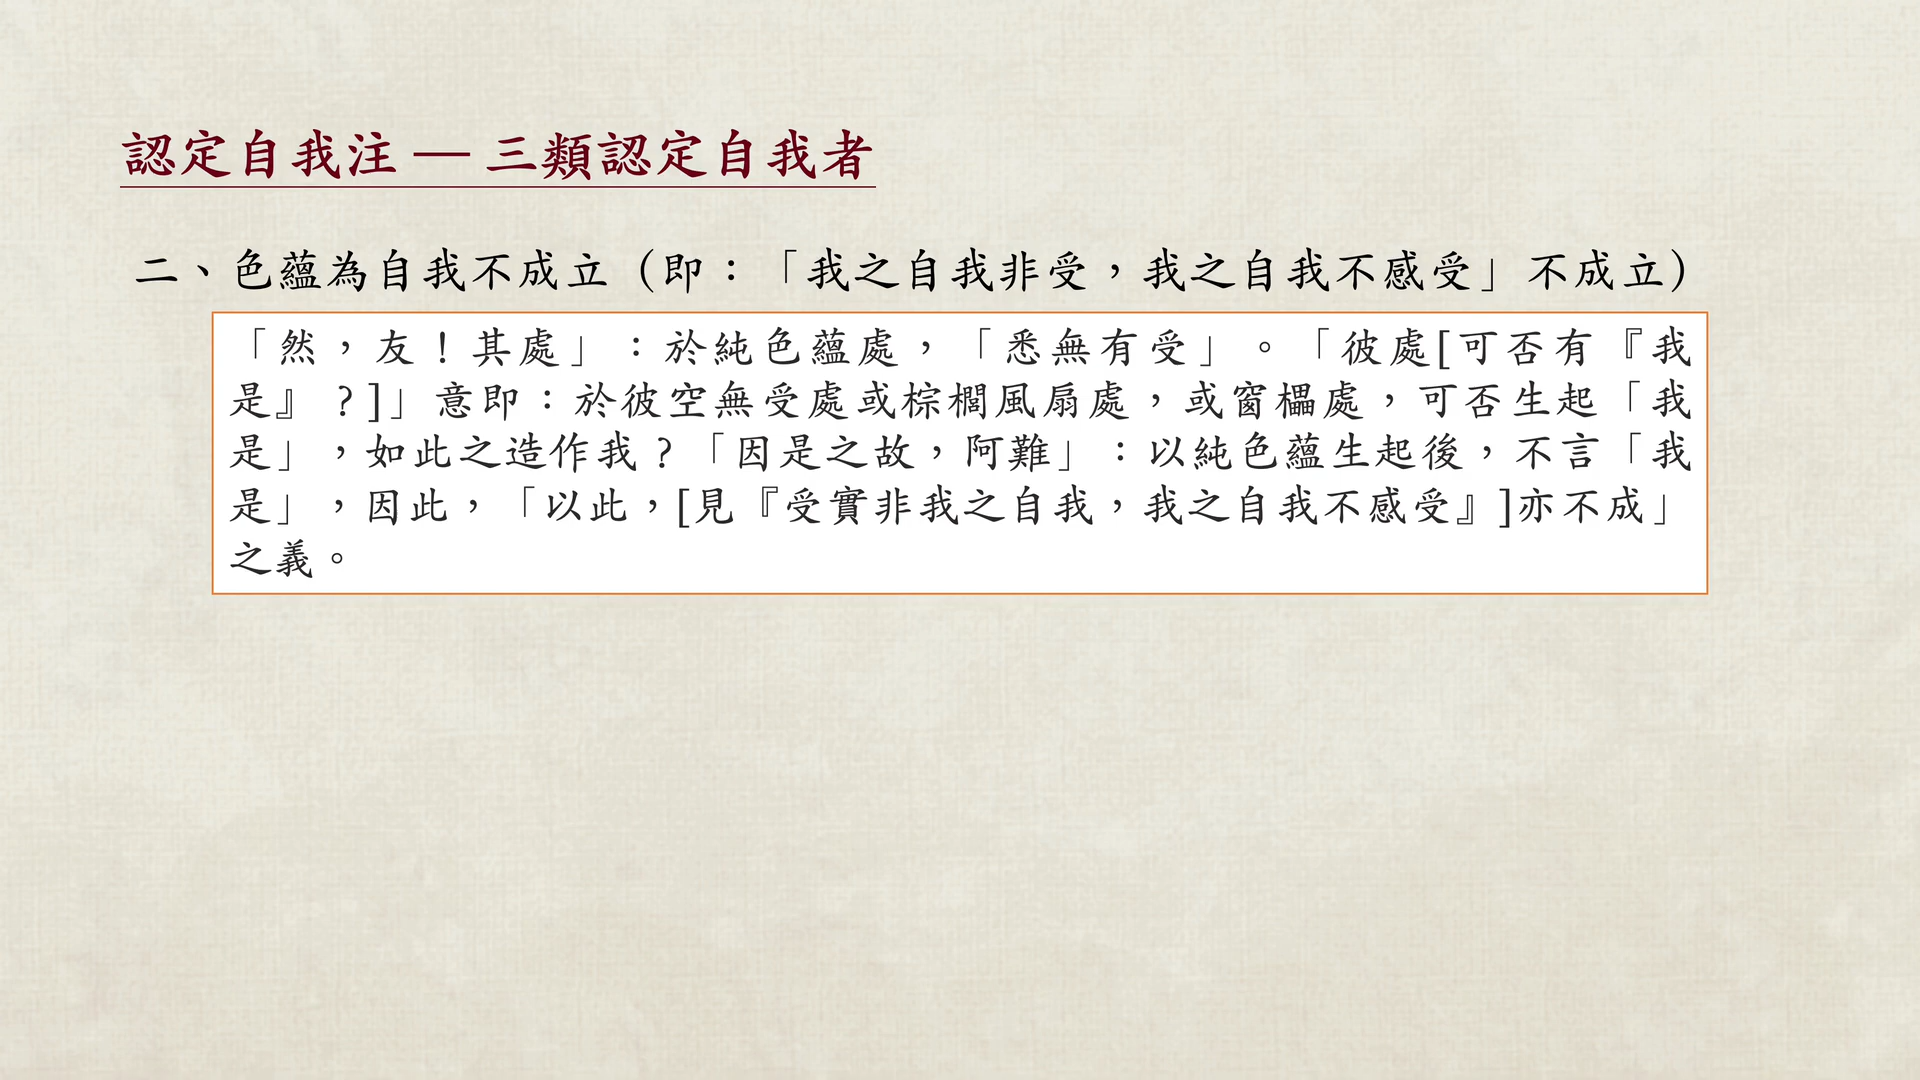 認定自我注 — 三類認定自我者
二、色蘊為自我不成立（即：「我之自我非受，我之自我不感受」不成立）
「然，友！其處」：於純色蘊處，「悉無有受」。「彼處[可否有『我
是』？]」意即：於彼空無受處或棕櫚風扇處，或窗櫺處，可否生起「我
是」，如此之造作我？「因是之故，阿難」：以純色蘊生起後，不言「我
是」，因此，「以此，[見『受實非我之自我，我之自我不感受』]亦不成」
之義。